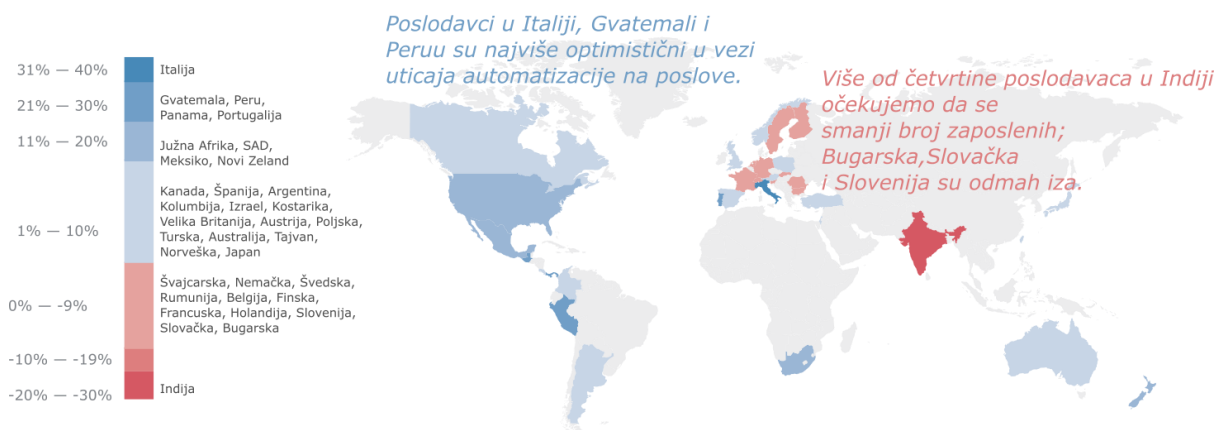 Poslodavci u Italiji, Gvatemali i
Peruu su najviše optimistični u vezi
uticaja automatizacije na poslove.
Više od četvrtine poslodavaca u Indiji
očekujemo da se
smanji broj zaposlenih;
Bugarska,Slovačka
i Slovenija su odmah iza.
31% — 40%
Italija
21% — 30%
Gvatemala, Peru,
Panama, Portugalija
11% — 20%
Južna Afrika, SAD,
Meksiko, Novi Zeland
1% — 10%
Kanada, Španija, Argentina,
Kolumbija, Izrael, Kostarika,
Velika Britanija, Austrija, Poljska,
Turska, Australija, Tajvan,
Norveška, Japan
0% — -9%
Švajcarska, Nemačka, Švedska,
Rumunija, Belgija, Finska,
Francuska, Holandija, Slovenija,
Slovačka, Bugarska
-10% — -19%
-20% — -30%
Indija